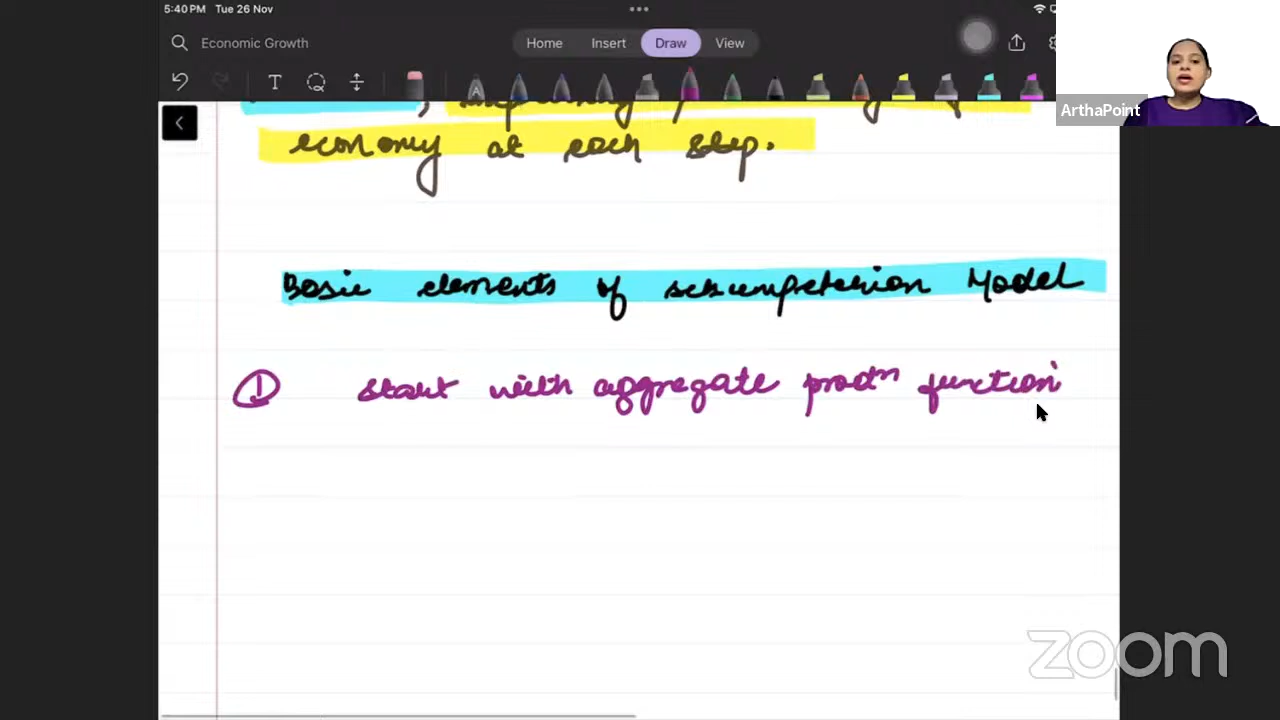 5:40 PM Tue 26 Nov
Economic Growth
Home Insert Draw View
T
A
ArthaPoint
economy at each step.
Basic elements of schumpeterion Model
① start with aggregate prodn function
zoom